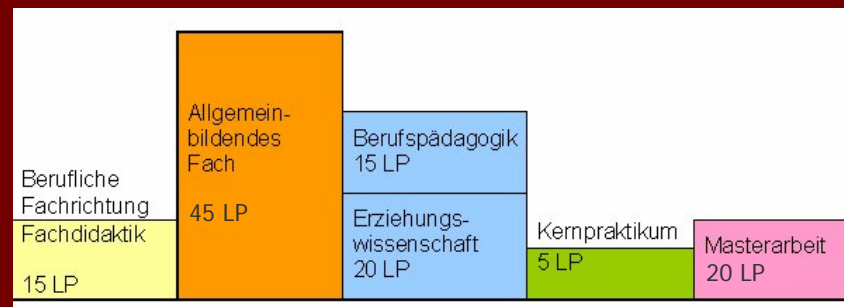 Berufliche
Fachrichtung
Fachdidaktik
15 LP
Allgemein-
bildendes
Fach
45 LP
Berufspädagogik
15 LP
Erziehungs-
wissenschaft
20 LP
Kernpraktikum
5 LP
Masterarbeit
20 LP